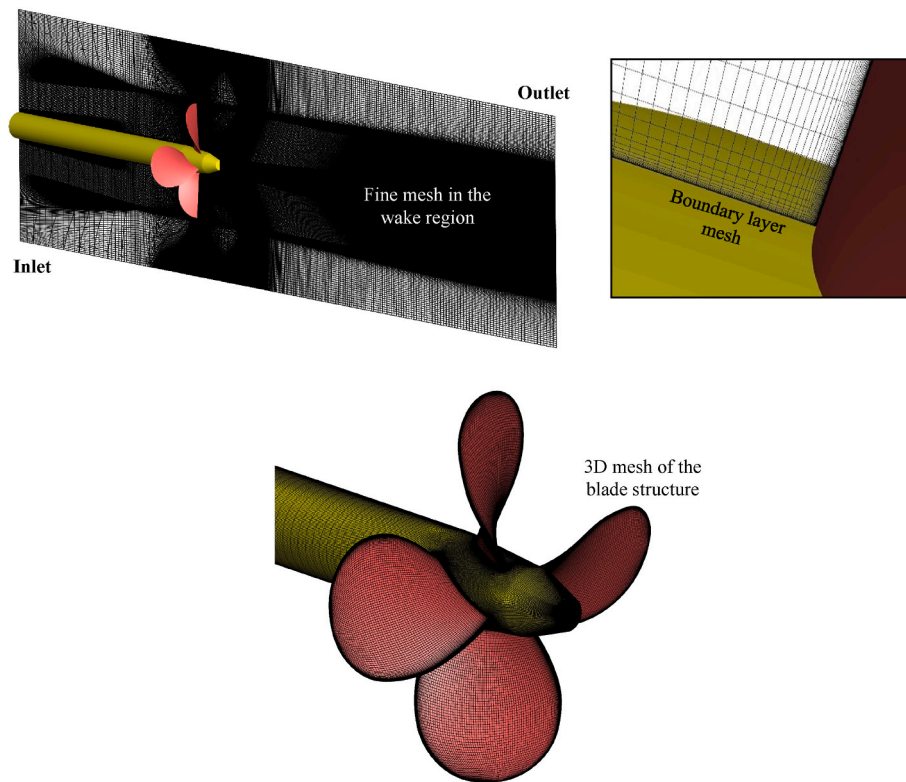 Outlet
Fine mesh in the
wake region
Inlet
Boundary layer
mesh
3D mesh of the
blade structure